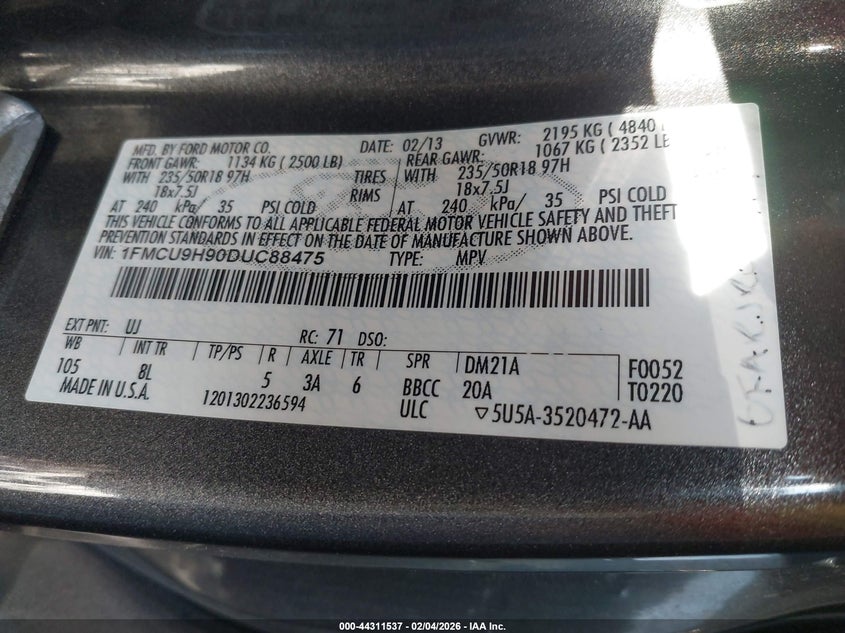 MFD. BY FORD MOTOR CO. DATE: 02/13 GVWR: 2195 KG ( 4840
FRONT GAWR: 1134 KG ( 2500 LB) REAR GAWR: 1067 KG ( 2352 LB
WITH 235/50R18 97H TIRES WITH 235/50R18 97H
18x7.5J RIMS 18x7.5J
AT 240 kPa/ 35 PSI COLD AT 240 kPa/ 35 PSI COLD
THIS VEHICLE CONFORMS TO ALL APPLICABLE FEDERAL MOTOR VEHICLE SAFETY AND THEFT
PREVENTION STANDARDS IN EFFECT ON THE DATE OF MANUFACTURE SHOWN ABOVE.
VIN: 1FMCU9H90DUC88475 TYPE: MPV
EXT PNT: UJ RC: 71 DSO:
WB INT TR TP/PS R AXLE TR SPR DM21A F0052
105 8L 5 3A 6 BBCC 20A T0220
MADE IN U.S.A. 1201302236594 ULC ▽5U5A-3520472-AA
000-44311537 - 02/04/2026 - IAA Inc.